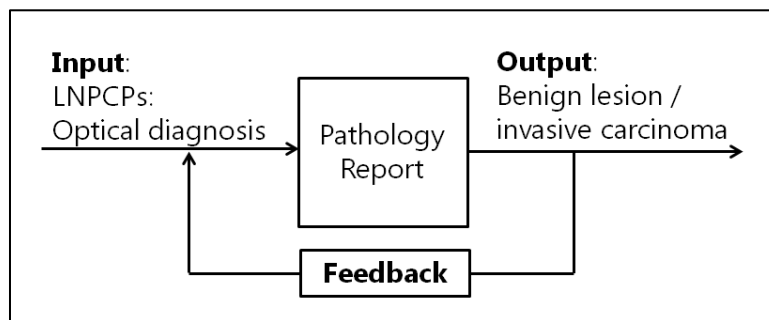 Input:
LNPCPs:
Optical diagnosis
Pathology
Report
Output:
Benign lesion /
invasive carcinoma
Feedback